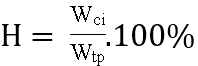 H = W_ci/W_tp .100%